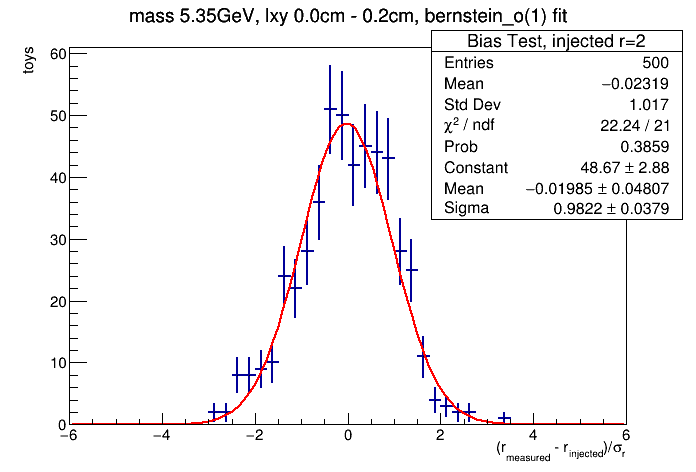 mass 5.35GeV, lxy 0.0cm - 0.2cm, bernstein_o(1) fit
Bias Test, injected r=2
Entries 500
Mean −0.02319
Std Dev 1.017
χ² / ndf 22.24 / 21
Prob 0.3859
Constant 48.67 ± 2.88
Mean −0.01985 ± 0.04807
Sigma 0.9822 ± 0.0379
toys
60
50
40
30
20
10
0
−6 −4 −2 0 2 4 6
(r_measured - r_injected)/σ_r